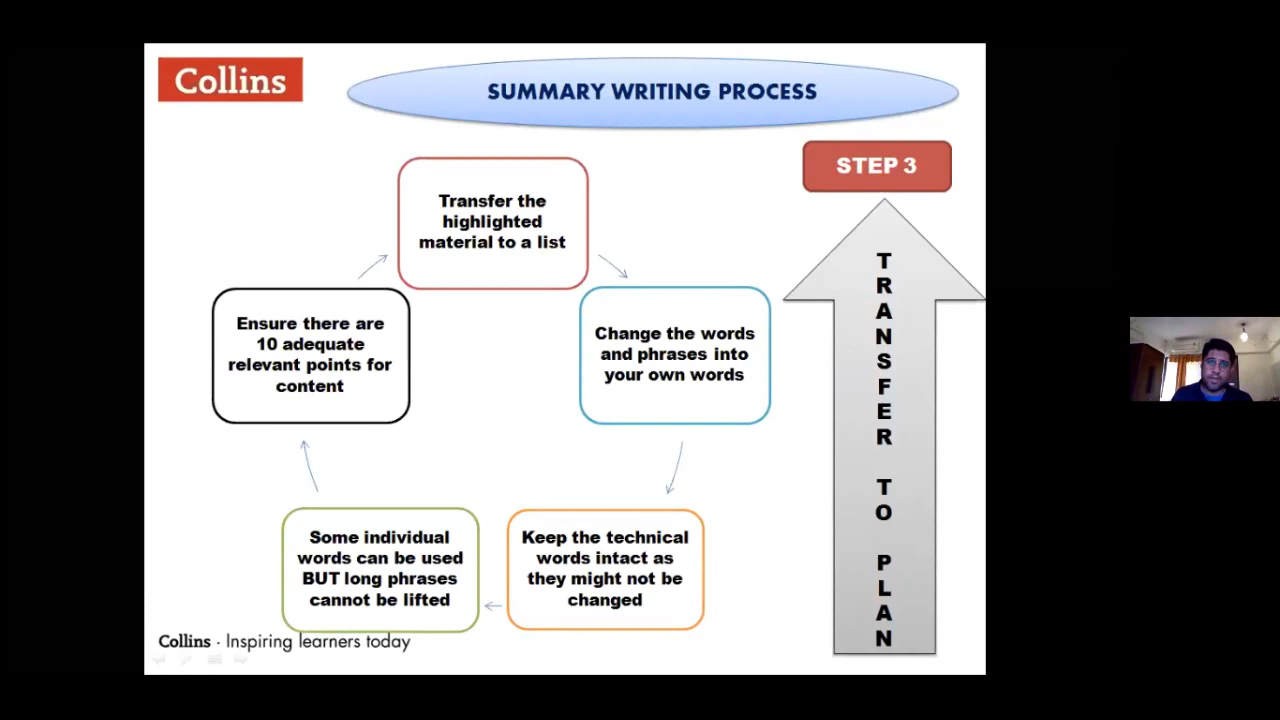 Collins
SUMMARY WRITING PROCESS
STEP 3
Transfer the
highlighted
material to a list
Change the words
and phrases into
your own words
Keep the technical
words intact as
they might not be
changed
Some individual
words can be used
BUT long phrases
cannot be lifted
Ensure there are
10 adequate
relevant points for
content
TRANSFER TO PLAN
Collins · Inspiring learners today